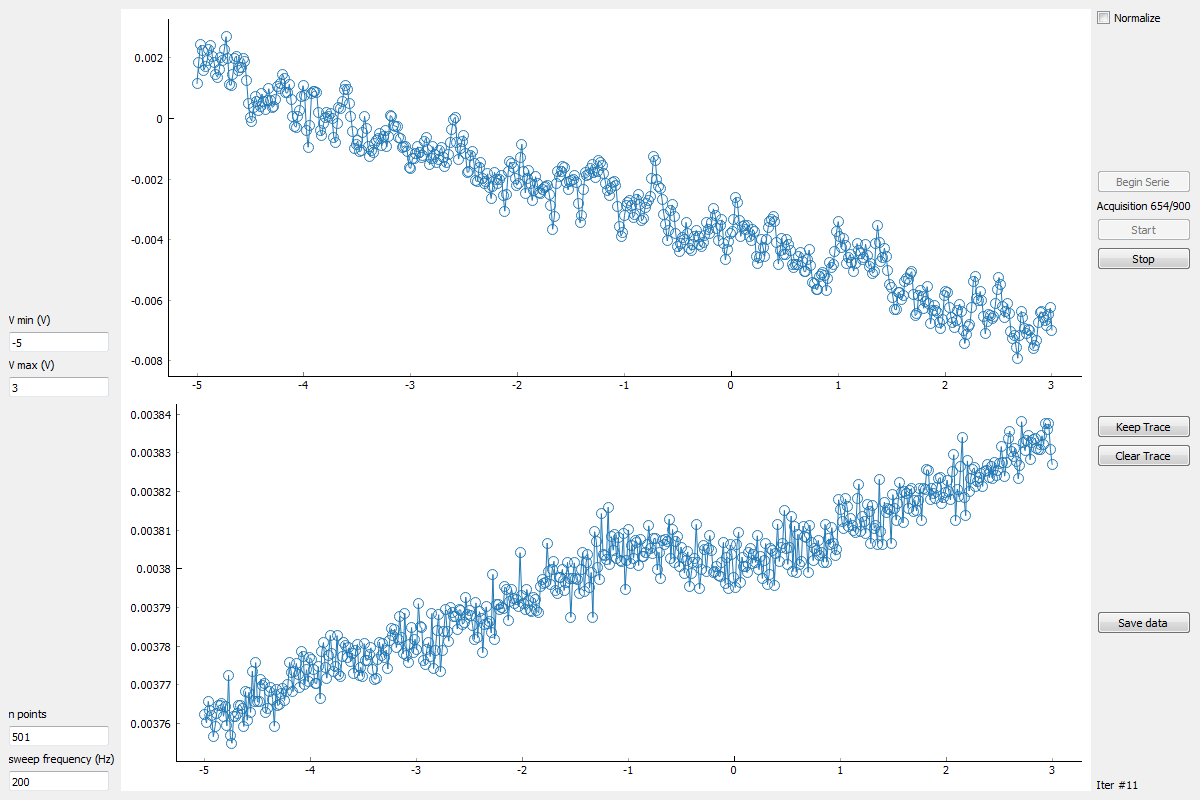 Normalize
0.002
0
-0.002
-0.004
-0.006
-0.008
-5 -4 -3 -2 -1 0 1 2 3
Begin Serie
Acquisition 654/900
Start
Stop
V min (V)
-5
V max (V)
3
0.00384
0.00383
0.00382
0.00381
0.0038
0.00379
0.00378
0.00377
0.00376
-5 -4 -3 -2 -1 0 1 2 3
Keep Trace
Clear Trace
Save data
n points
501
sweep frequency (Hz)
200
Iter #11